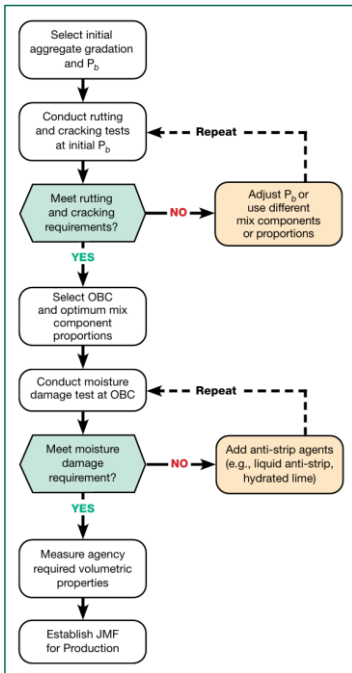 Select initial
aggregate gradation
and P_b
Conduct rutting
and cracking tests
at initial P_b
Repeat
Meet rutting
and cracking
requirements?
NO
Adjust P_b or
use different
mix components
or proportions
YES
Select OBC
and optimum mix
component
proportions
Conduct moisture
damage test at OBC
Repeat
Meet moisture
damage
requirement?
NO
Add anti-strip agents
(e.g., liquid anti-strip,
hydrated lime)
YES
Measure agency
required volumetric
properties
Establish JMF
for Production